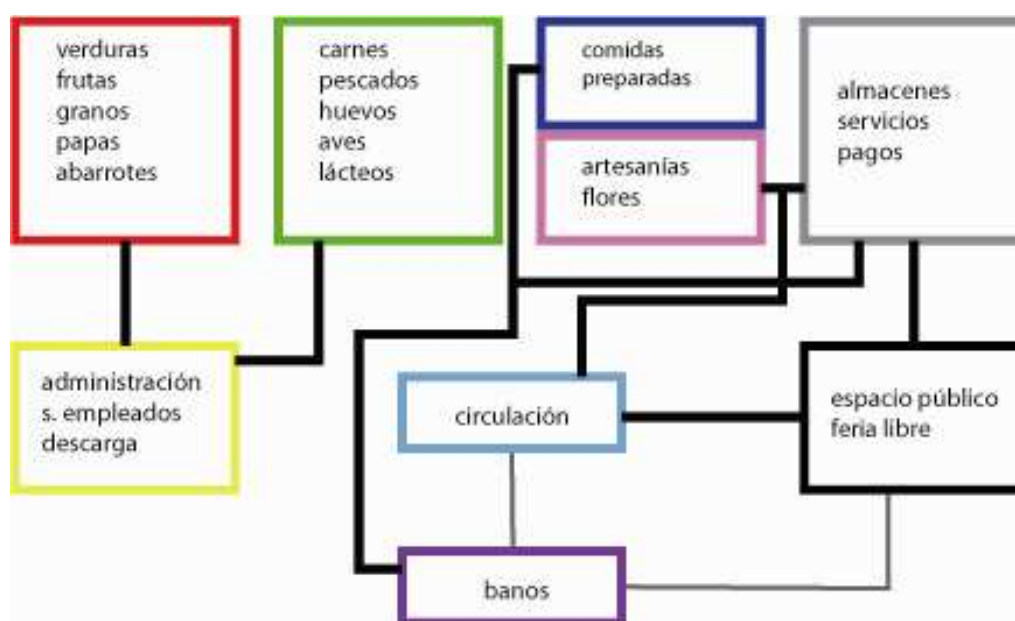 verduras
frutas
granos
papas
abarrotes
carnes
pescados
huevos
aves
lácteos
comidas
preparadas
artesanías
flores
almacenes
servicios
pagos
administración
s. empleados
descarga
circulación
espacio público
feria libre
banos